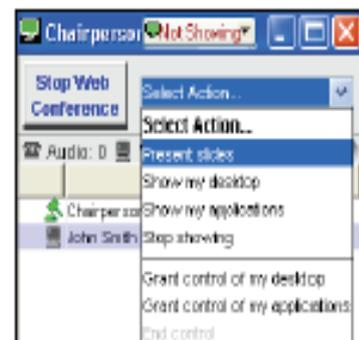 Chairperson Not Showing
Stop Web
Conference
Select Action...
Select Action...
Audio: 0
Present slides
Show my desktop
Chairperson
Show my applications
John Smith
Stop showing
Grant control of my desktop
Grant control of my applications
End control